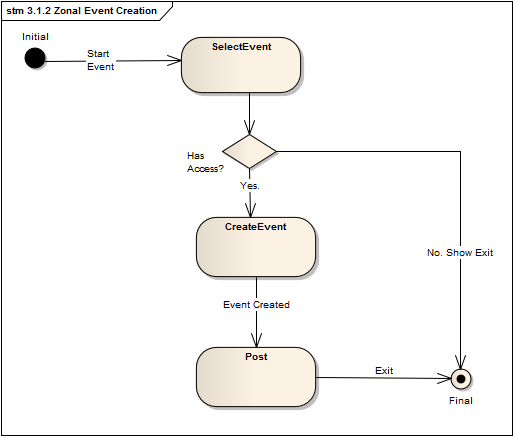 stm 3.1.2 Zonal Event Creation
Initial
Start
Event
SelectEvent
Has
Access?
Yes.
CreateEvent
No. Show Exit
Event Created
Post
Exit
Final